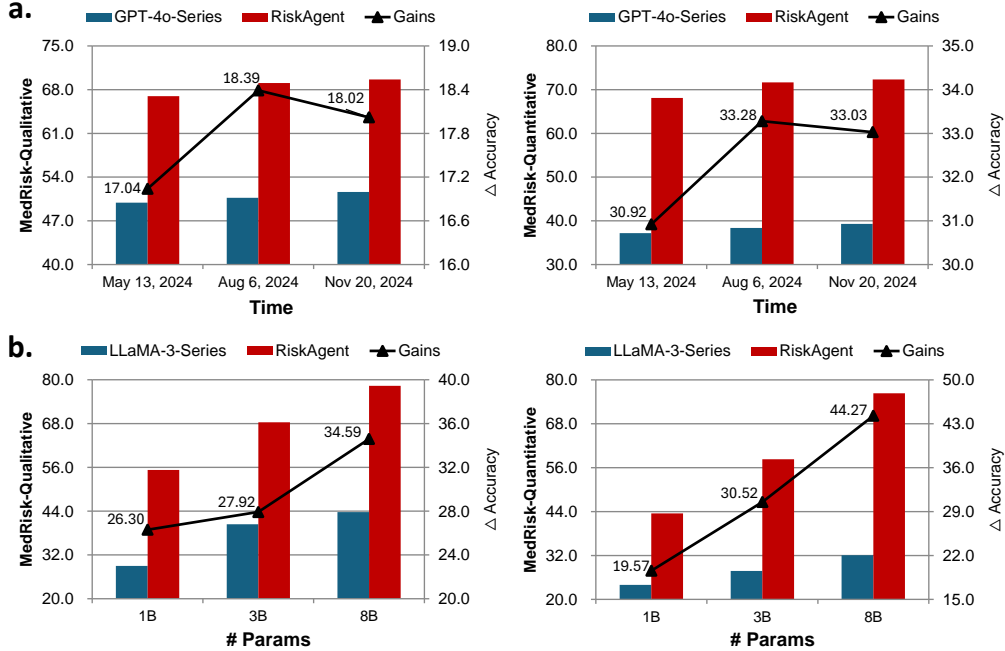 a.
GPT-4o-Series RiskAgent Gains
MedRisk-Qualitative
75.0
68.0
61.0
54.0
47.0
40.0
19.0
18.4
17.8
17.2
16.6
16.0
△ Accuracy
17.04
18.39
18.02
May 13, 2024 Aug 6, 2024 Nov 20, 2024
Time
GPT-4o-Series RiskAgent Gains
MedRisk-Quantitative
80.0
70.0
60.0
50.0
40.0
30.0
35.0
34.0
33.0
32.0
31.0
30.0
△ Accuracy
30.92
33.28
33.03
May 13, 2024 Aug 6, 2024 Nov 20, 2024
Time
b.
LLaMA-3-Series RiskAgent Gains
MedRisk-Qualitative
80.0
68.0
56.0
44.0
32.0
20.0
40.0
36.0
32.0
28.0
24.0
20.0
△ Accuracy
26.30
27.92
34.59
1B 3B 8B
# Params
LLaMA-3-Series RiskAgent Gains
MedRisk-Quantitative
80.0
68.0
56.0
44.0
32.0
20.0
50.0
43.0
36.0
29.0
22.0
15.0
△ Accuracy
19.57
30.52
44.27
1B 3B 8B
# Params